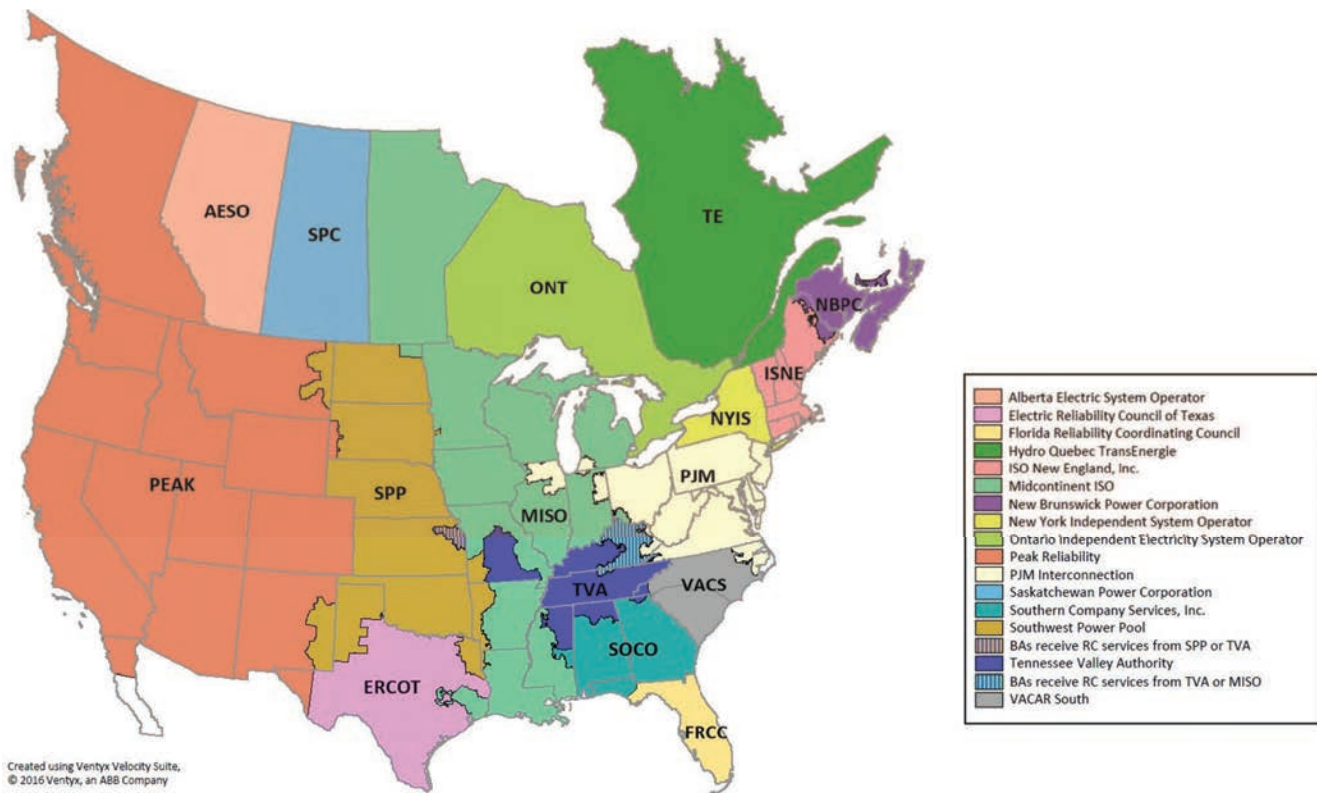 AESO
SPC
TE
ONT
NBPC
ISNE
NYIS
PEAK
SPP
PJM
MISO
TVA
VACS
SOCO
ERCOT
FRCC
Alberta Electric System Operator
Electric Reliability Council of Texas
Florida Reliability Coordinating Council
Hydro Quebec TransEnergie
ISO New England, Inc.
Midcontinent ISO
New Brunswick Power Corporation
New York Independent System Operator
Ontario Independent Electricity System Operator
Peak Reliability
PJM Interconnection
Saskatchewan Power Corporation
Southern Company Services, Inc.
Southwest Power Pool
BAs receive RC services from SPP or TVA
Tennessee Valley Authority
BAs receive RC services from TVA or MISO
VACAR South
Created using Ventyx Velocity Suite,
© 2016 Ventyx, an ABB Company